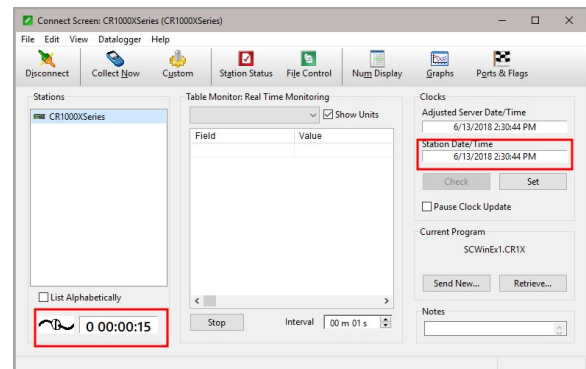 Connect Screen: CR1000XSeries (CR1000XSeries)
File Edit View Datalogger Help
Disconnect Collect Now Custom Station Status File Control Num Display Graphs Ports & Flags
Stations
CR1000XSeries
List Alphabetically
0 00:00:15
Table Monitor: Real Time Monitoring
Show Units
Field Value
Stop Interval 00 m 01 s
Clocks
Adjusted Server Date/Time
6/13/2018 2:30:44 PM
Station Date/Time
6/13/2018 2:30:44 PM
Check Set
Pause Clock Update
Current Program
SCWinEx1.CR1X
Send New... Retrieve...
Notes